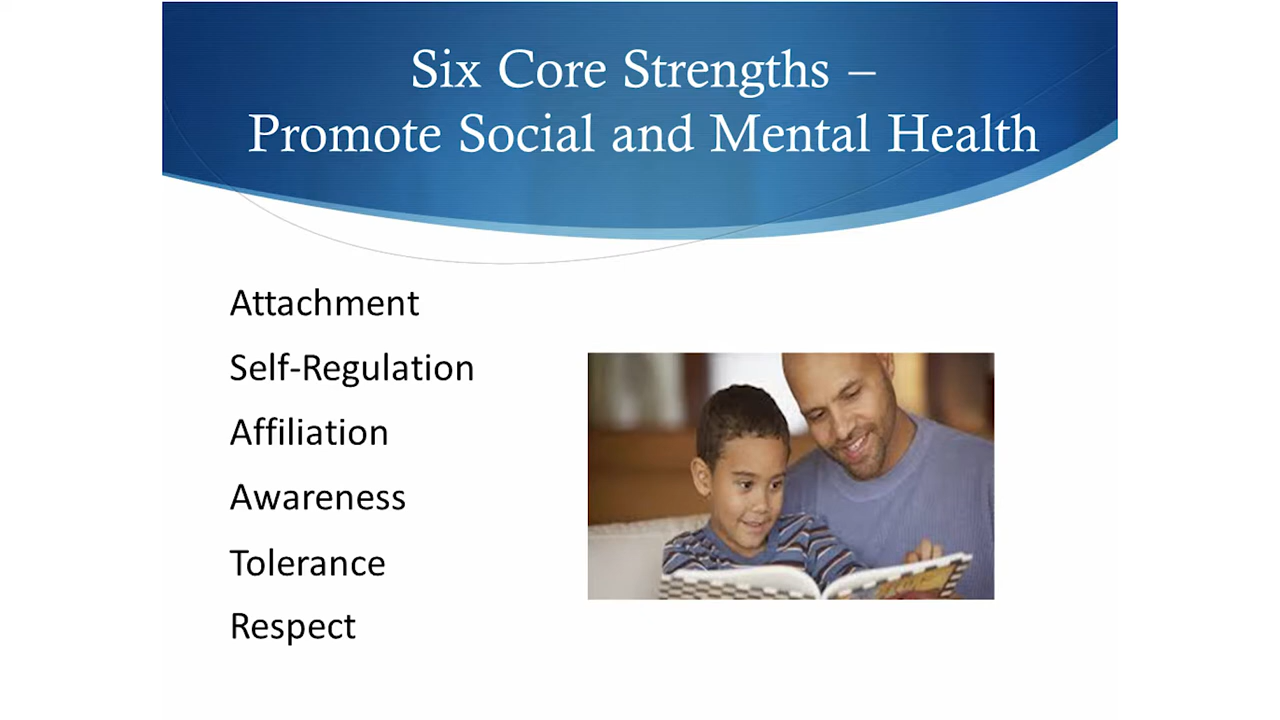 Six Core Strengths –
Promote Social and Mental Health
Attachment
Self-Regulation
Affiliation
Awareness
Tolerance
Respect